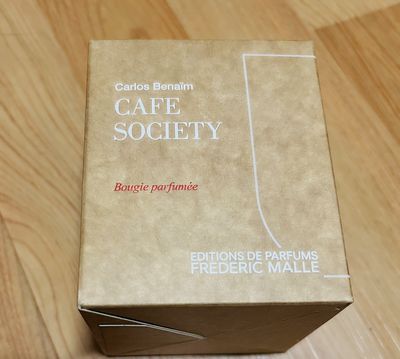 Carlos Benaïm
CAFE
SOCIETY
Bougie parfumée
EDITIONS DE PARFUMS
FREDERIC MALLE